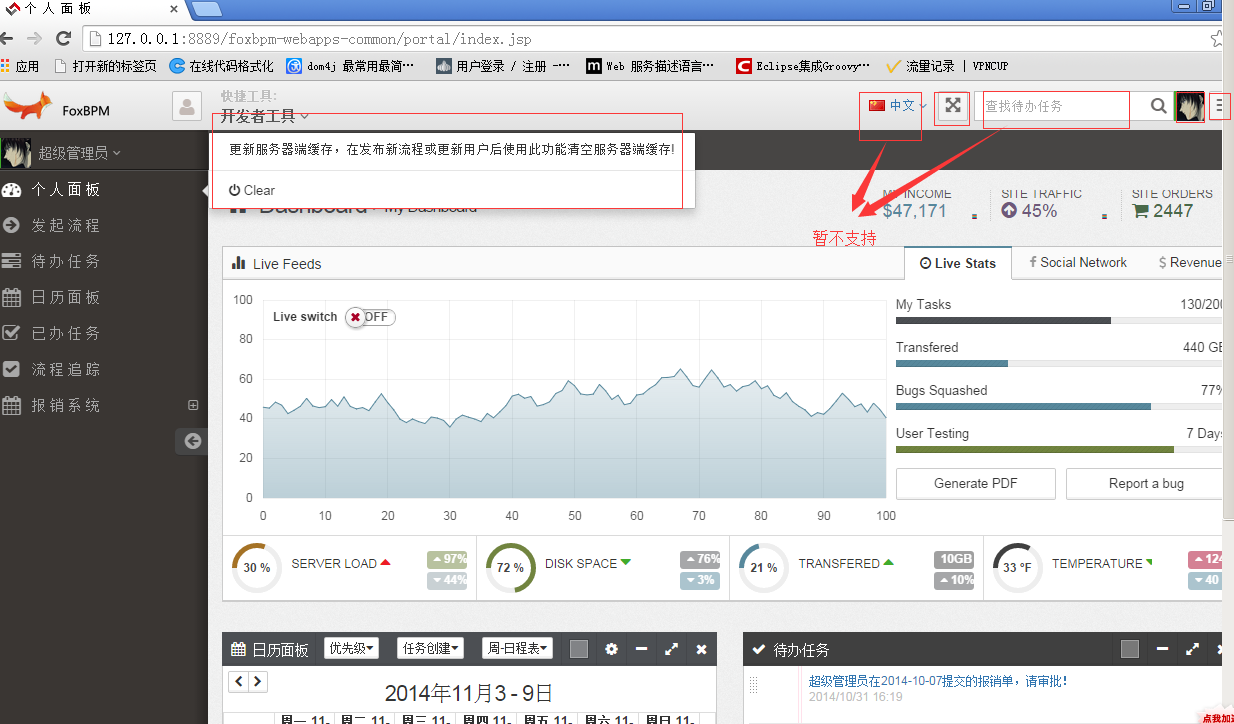 个人面板
127.0.0.1:8889/foxbpm-webapps-common/portal/index.jsp
应用 打开新的标签页 在线代码格式化 dom4j 最常用最简… 用户登录 / 注册 -… Web 服务描述语言… Eclipse集成Groovy… 流量记录 | VPNCUP
FoxBPM
快捷工具:
开发者工具
中文
查找待办任务
更新服务器端缓存，在发布新流程或更新用户后使用此功能清空服务器端缓存!
Clear
超级管理员
个人面板
发起流程
待办任务
日历面板
已办任务
流程追踪
报销系统
Dashboard
My Dashboard
MY INCOME
$47,171
SITE TRAFFIC
45%
SITE ORDERS
2447
暂不支持
Live Feeds
Live Stats
Social Network
Revenue
Live switch
OFF
100
80
60
40
20
0
0 10 20 30 40 50 60 70 80 90 100
My Tasks 130/200
Transfered 440 GB
Bugs Squashed 77%
User Testing 7 Days
Generate PDF
Report a bug
30 % SERVER LOAD 97% 44%
72 % DISK SPACE 76% 3%
21 % TRANSFERED 10GB 10%
33 °F TEMPERATURE 124 40
日历面板 优先级 任务创建 周-日程表
2014年11月3 - 9日
周一 11- 周二 11- 周三 11- 周四 11- 周五 11- 周六 11- 周日 11-
待办任务
超级管理员在2014-10-07提交的报销单，请审批!
2014/10/31 16:19
点我加速